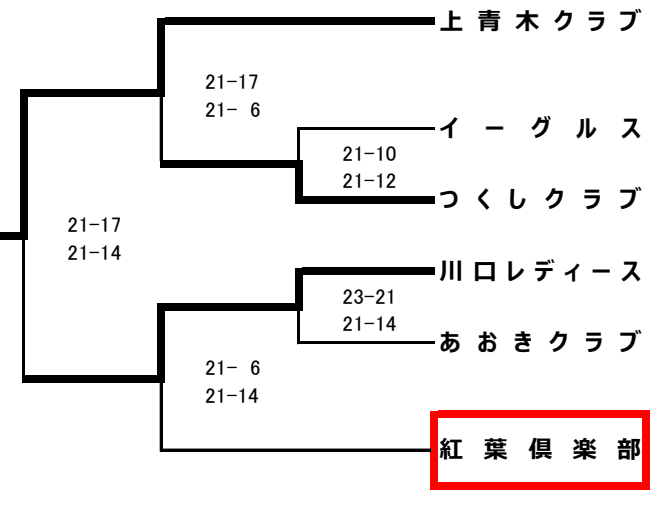 上青木クラブ
21-17
21- 6
イーグルス
21-10
21-12
つくしクラブ
21-17
21-14
川口レディース
23-21
21-14
あおきクラブ
21- 6
21-14
紅葉倶楽部